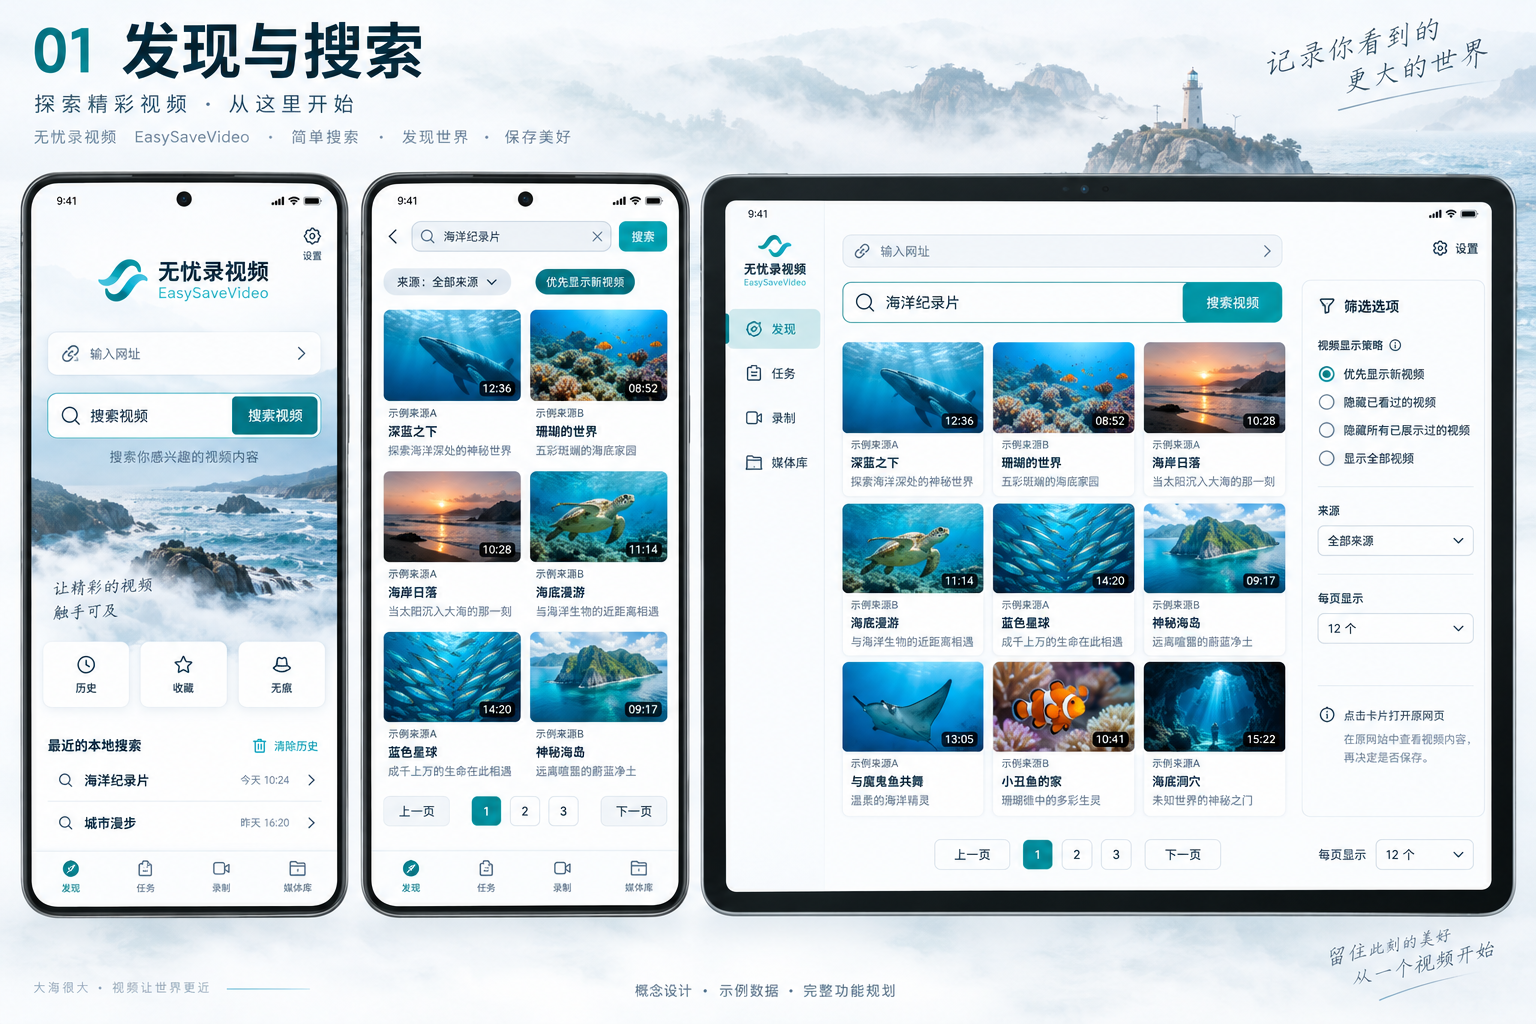 01 发现与搜索
探索精彩视频 · 从这里开始
无忧录视频 EasySaveVideo · 简单搜索 · 发现世界 · 保存美好
记录你看到的
更大的世界
9:41
设置
无忧录视频
EasySaveVideo
输入网址
搜索视频 搜索视频
搜索你感兴趣的视频内容
让精彩的视频
触手可及
历史 收藏 无痕
最近的本地搜索 清除历史
海洋纪录片 今天 10:24
城市漫步 昨天 16:20
发现 任务 录制 媒体库
9:41
海洋纪录片 搜索
来源：全部来源 优先显示新视频
12:36 08:52
示例来源A 示例来源B
深蓝之下 珊瑚的世界
探索海洋深处的神秘世界 五彩斑斓的海底家园
10:28 11:14
示例来源A 示例来源B
海岸日落 海底漫游
当太阳沉入大海的那一刻 与海洋生物的近距离相遇
14:20 09:17
示例来源A 示例来源B
蓝色星球 神秘海岛
成千上万的生命在此相遇 远离喧嚣的蔚蓝净土
上一页 1 2 3 下一页
发现 任务 录制 媒体库
9:41
无忧录视频
EasySaveVideo
发现
任务
录制
媒体库
输入网址
设置
海洋纪录片 搜索视频
12:36 08:52 10:28
示例来源A 示例来源B 示例来源A
深蓝之下 珊瑚的世界 海岸日落
探索海洋深处的神秘世界 五彩斑斓的海底家园 当太阳沉入大海的那一刻
11:14 14:20 09:17
示例来源B 示例来源A 示例来源B
海底漫游 蓝色星球 神秘海岛
与海洋生物的近距离相遇 成千上万的生命在此相遇 远离喧嚣的蔚蓝净土
13:05 10:41 15:22
示例来源A 示例来源B 示例来源A
与魔鬼鱼共舞 小丑鱼的家 海底洞穴
温柔的海洋精灵 珊瑚礁中的多彩生灵 未知世界的神秘之门
上一页 1 2 3 下一页
筛选选项
视频显示策略
优先显示新视频
隐藏已看过的视频
隐藏所有已展示过的视频
显示全部视频
来源
全部来源
每页显示
12 个
点击卡片打开原网页
在原网站中查看视频内容，
再决定是否保存。
每页显示 12 个
留住此刻的美好
从一个视频开始
大海很大 · 视频让世界更近
概念设计 · 示例数据 · 完整功能规划